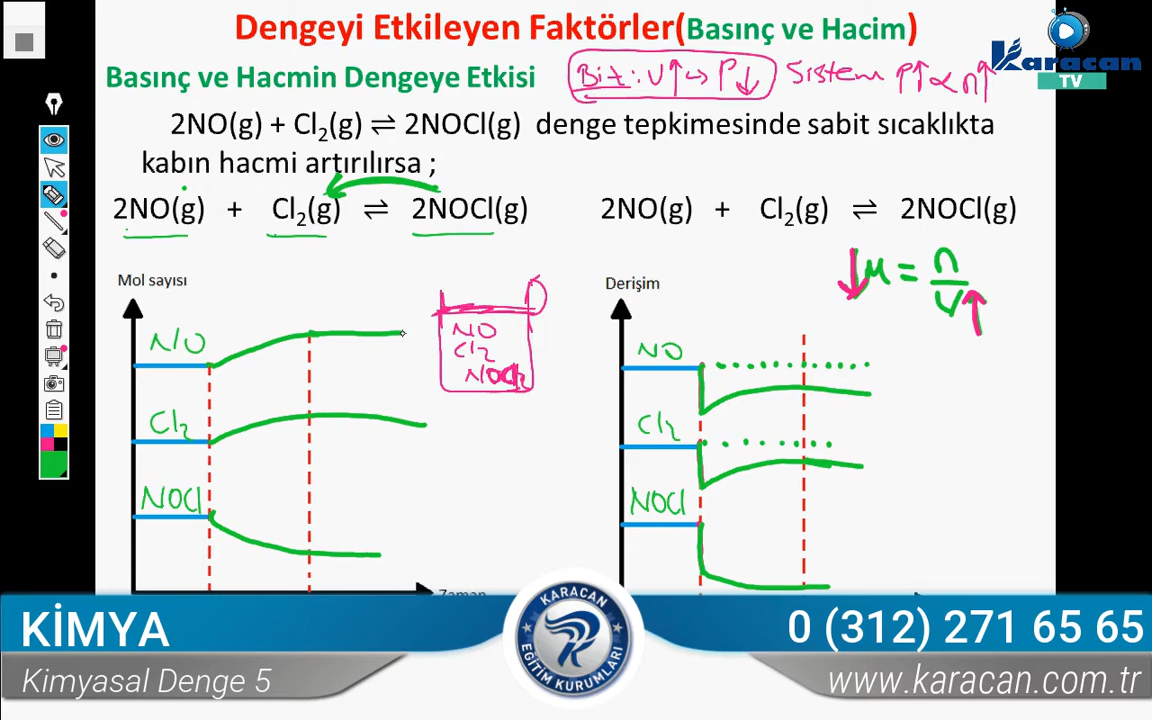 Dengeyi Etkileyen Faktörler(Basınç ve Hacim)
Karacan
TV
Basınç ve Hacmin Dengeye Etkisi
Biz: V↑ ↪ P↓ Sistem P↑ ∝ n↑
2NO(g) + Cl₂(g) ⇌ 2NOCl(g) denge tepkimesinde sabit sıcaklıkta
kabın hacmi artırılırsa ;
2NO(g) + Cl₂(g) ⇌ 2NOCl(g)
2NO(g) + Cl₂(g) ⇌ 2NOCl(g)
↓M = n/V↑
Mol sayısı
Derişim
NO
Cl₂
NOCl
Zaman
NO
Cl₂
NOCl₂
NO
Cl₂
NOCl
KİMYA
Kimyasal Denge 5
KARACAN
EĞİTİM KURUMLARI
0 (312) 271 65 65
www.karacan.com.tr